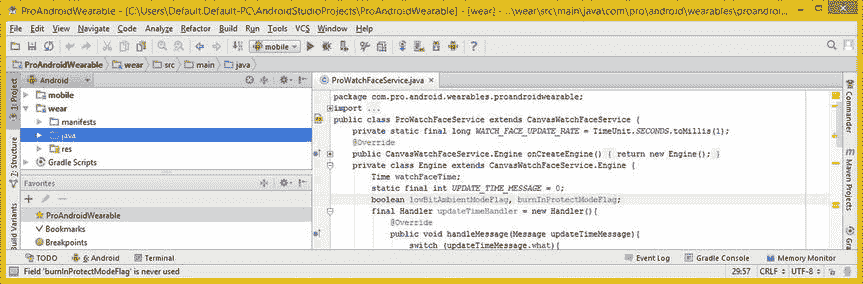 ProAndroidWearable - [C:\Users\Default.Default-PC\AndroidStudioProjects\ProAndroidWearable] - [wear] - ...\wear\src\main\java\com\pro\android\wearables\proandro...
File Edit View Navigate Code Analyze Refactor Build Run Tools VCS Window Help
mobile
ProAndroidWearable wear src main java
1: Project
2: Structure
Build Variants
Android
mobile
wear
manifests
java
res
Gradle Scripts
Favorites
ProAndroidWearable
Bookmarks
Breakpoints
ProWatchFaceService.java ×
package com.pro.android.wearables.proandroidwearable;
import ...
public class ProWatchFaceService extends CanvasWatchFaceService {
private static final long WATCH_FACE_UPDATE_RATE = TimeUnit.SECONDS.toMillis(1);
@Override
public CanvasWatchFaceService.Engine onCreateEngine() { return new Engine(); }
private class Engine extends CanvasWatchFaceService.Engine {
Time watchFaceTime;
static final int UPDATE_TIME_MESSAGE = 0;
boolean lowBitAmbientModeFlag, burnInProtectModeFlag;
final Handler updateTimeHandler = new Handler(){
@Override
public void handleMessage(Message updateTimeMessage){
switch (updateTimeMessage.what){
Commander
Maven Projects
Gradle
TODO 6: Android Terminal Event Log Gradle Console Memory Monitor
Field 'burnInProtectModeFlag' is never used 29:57 CRLF UTF-8